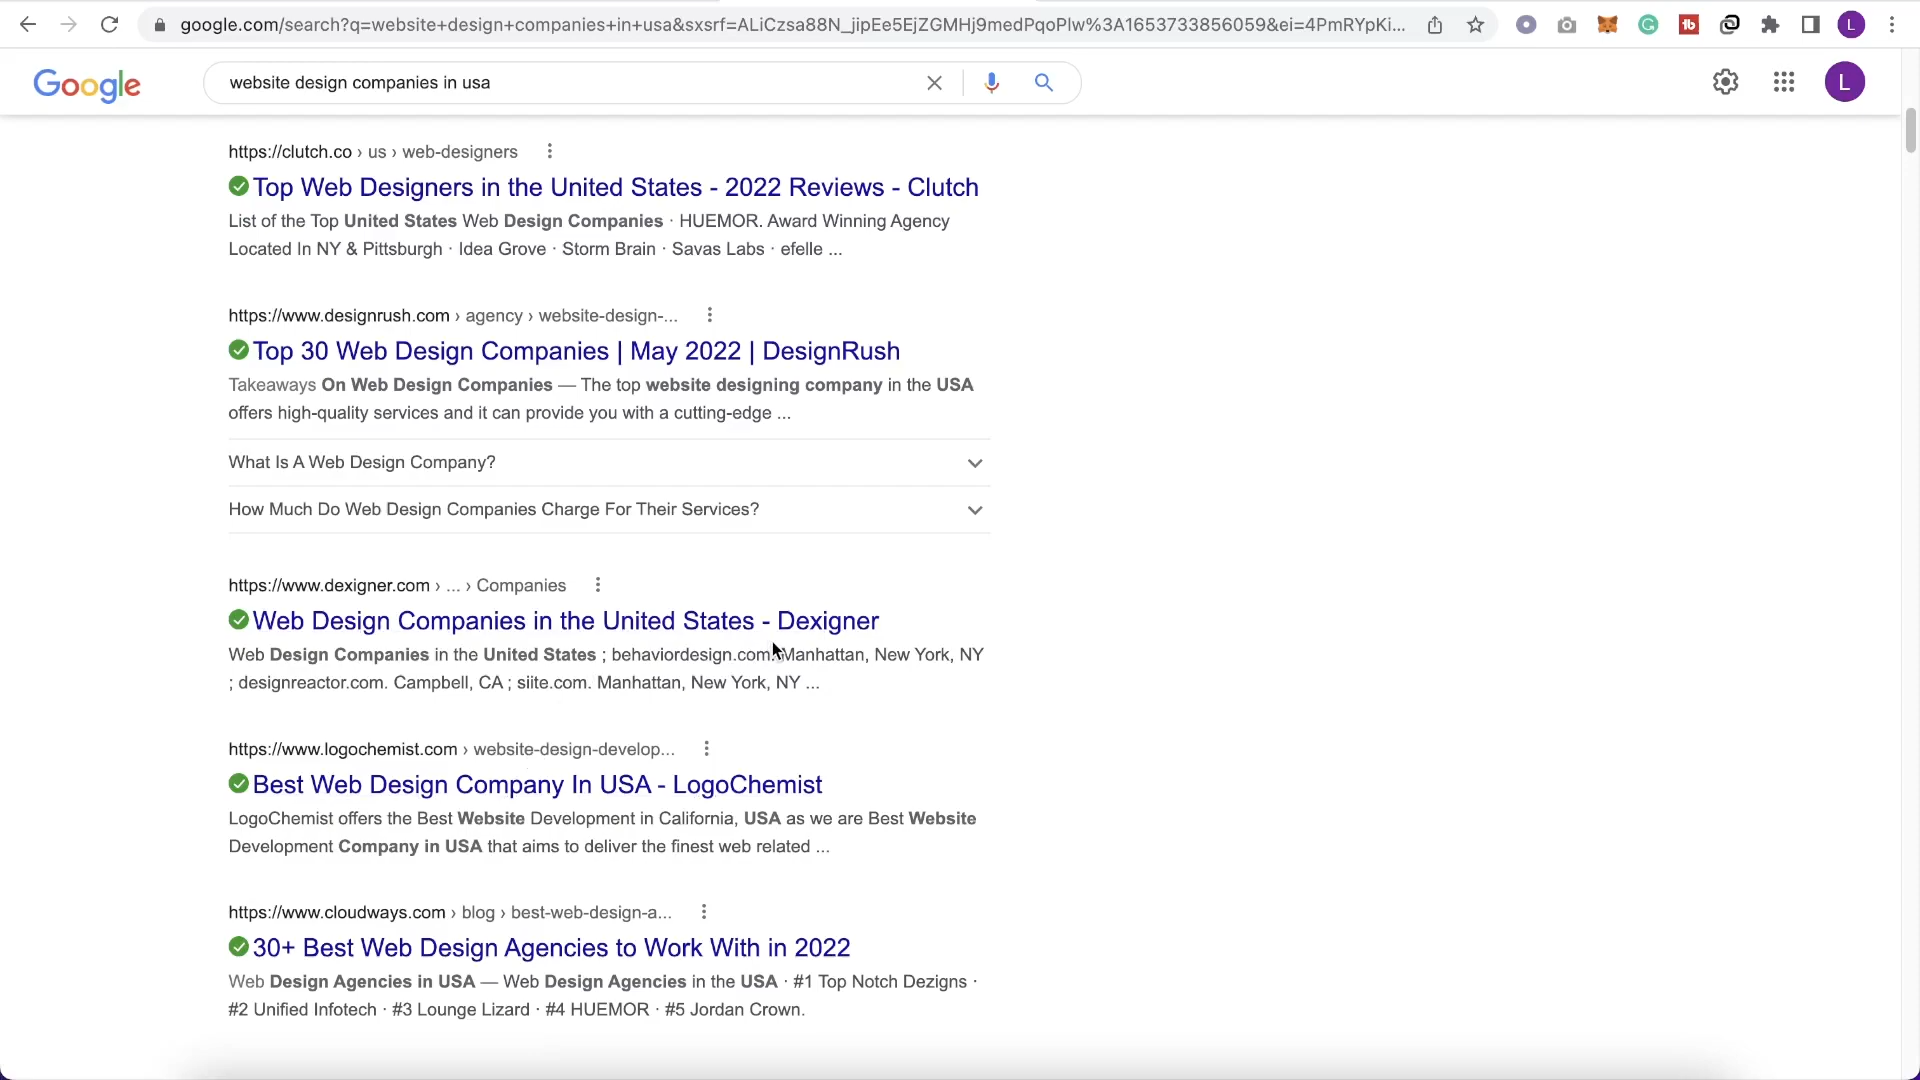 google.com/search?q=website+design+companies+in+usa&sxsrf=ALiCzsa88N_jipEe5EjZGMHj9medPqoPlw%3A1653733856059&ei=4PmRYpKi...
Google
website design companies in usa
L
https://clutch.co › us › web-designers
Top Web Designers in the United States - 2022 Reviews - Clutch
List of the Top United States Web Design Companies · HUEMOR. Award Winning Agency
Located In NY & Pittsburgh · Idea Grove · Storm Brain · Savas Labs · efelle ...
https://www.designrush.com › agency › website-design-...
Top 30 Web Design Companies | May 2022 | DesignRush
Takeaways On Web Design Companies — The top website designing company in the USA
offers high-quality services and it can provide you with a cutting-edge ...
What Is A Web Design Company?
How Much Do Web Design Companies Charge For Their Services?
https://www.dexigner.com › ... › Companies
Web Design Companies in the United States - Dexigner
Web Design Companies in the United States ; behaviordesign.com. Manhattan, New York, NY
; designreactor.com. Campbell, CA ; siite.com. Manhattan, New York, NY ...
https://www.logochemist.com › website-design-develop...
Best Web Design Company In USA - LogoChemist
LogoChemist offers the Best Website Development in California, USA as we are Best Website
Development Company in USA that aims to deliver the finest web related ...
https://www.cloudways.com › blog › best-web-design-a...
30+ Best Web Design Agencies to Work With in 2022
Web Design Agencies in USA — Web Design Agencies in the USA · #1 Top Notch Dezigns ·
#2 Unified Infotech · #3 Lounge Lizard · #4 HUEMOR · #5 Jordan Crown.